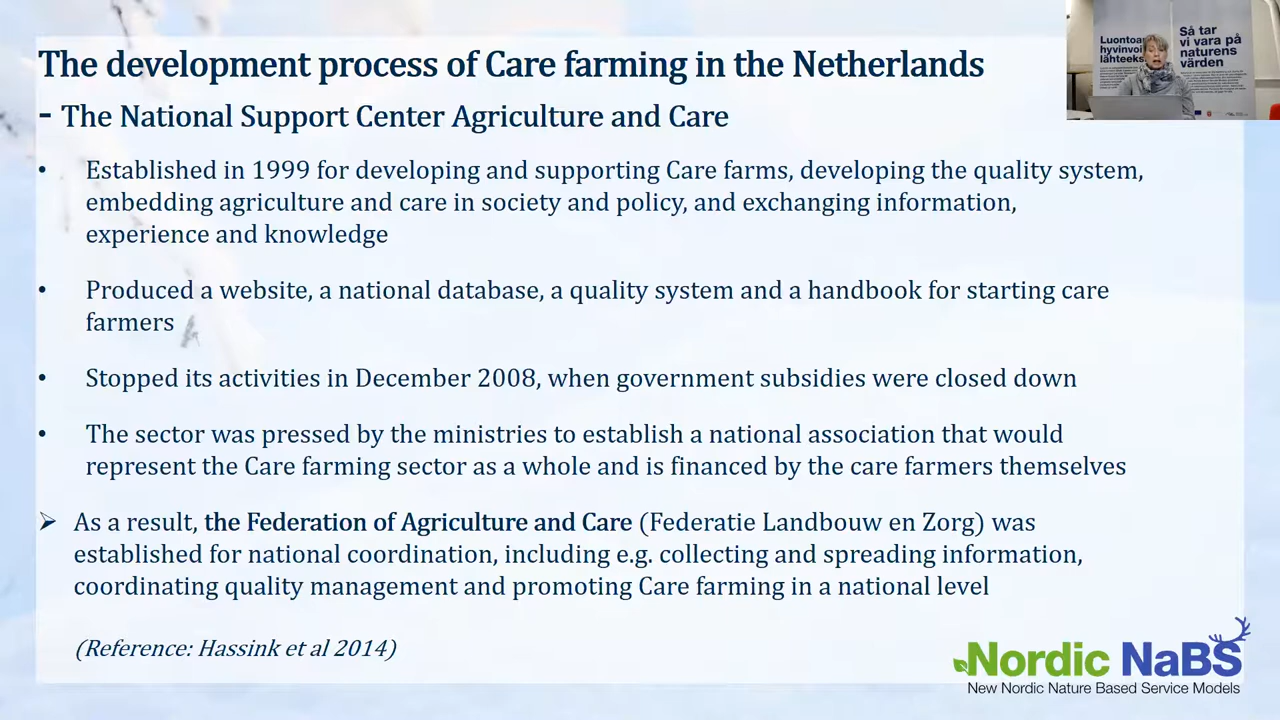 The development process of Care farming in the Netherlands
- The National Support Center Agriculture and Care
• Established in 1999 for developing and supporting Care farms, developing the quality system,
embedding agriculture and care in society and policy, and exchanging information,
experience and knowledge
• Produced a website, a national database, a quality system and a handbook for starting care
farmers
• Stopped its activities in December 2008, when government subsidies were closed down
• The sector was pressed by the ministries to establish a national association that would
represent the Care farming sector as a whole and is financed by the care farmers themselves
➢ As a result, the Federation of Agriculture and Care (Federatie Landbouw en Zorg) was
established for national coordination, including e.g. collecting and spreading information,
coordinating quality management and promoting Care farming in a national level
(Reference: Hassink et al 2014)
Nordic NaBS
New Nordic Nature Based Service Models
Så tar
vi vara på
naturens
värden